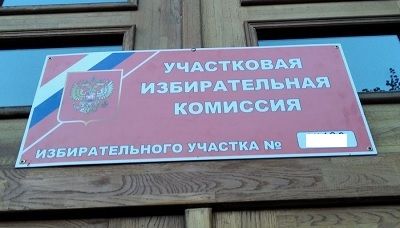 УЧАСТКОВАЯ
ИЗБИРАТЕЛЬНАЯ
КОМИССИЯ
ИЗБИРАТЕЛЬНОГО УЧАСТКА №